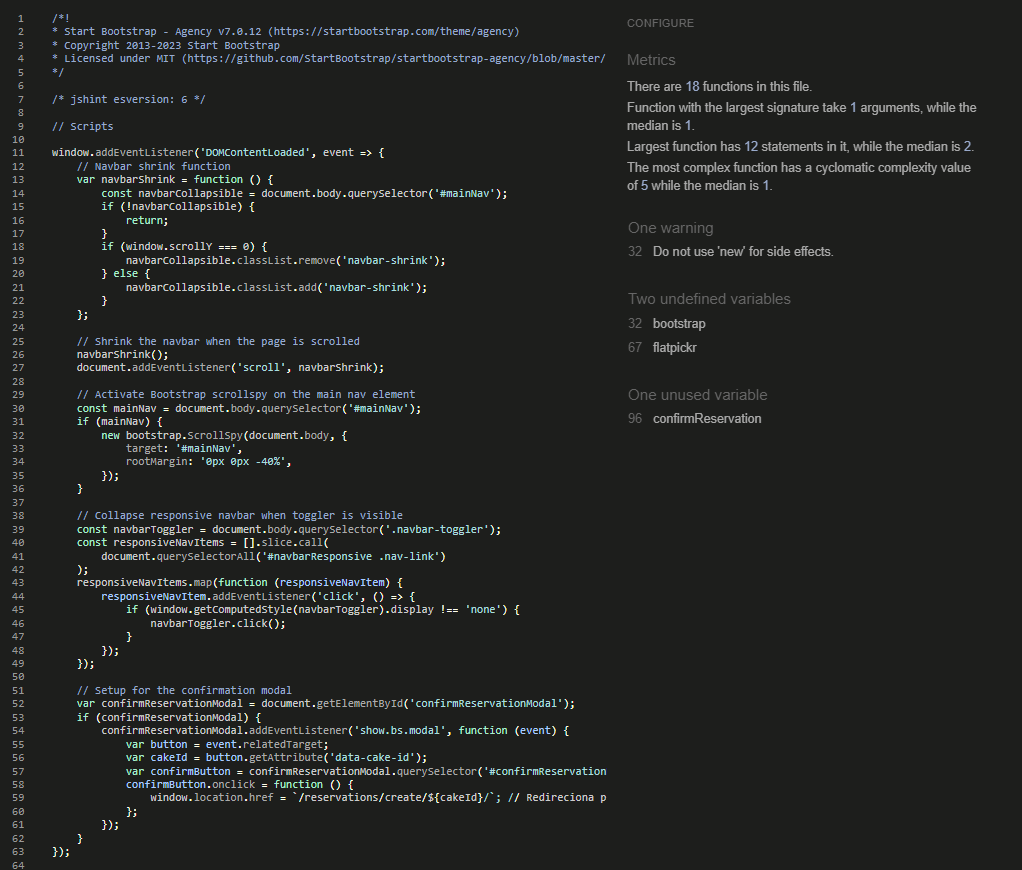 1 /*!
2 * Start Bootstrap - Agency v7.0.12 (https://startbootstrap.com/theme/agency)
3 * Copyright 2013-2023 Start Bootstrap
4 * Licensed under MIT (https://github.com/StartBootstrap/startbootstrap-agency/blob/master/
5 */
6
7 /* jshint esversion: 6 */
8
9 // Scripts
10
11 window.addEventListener('DOMContentLoaded', event => {
12     // Navbar shrink function
13     var navbarShrink = function () {
14         const navbarCollapsible = document.body.querySelector('#mainNav');
15         if (!navbarCollapsible) {
16             return;
17         }
18         if (window.scrollY === 0) {
19             navbarCollapsible.classList.remove('navbar-shrink');
20         } else {
21             navbarCollapsible.classList.add('navbar-shrink');
22         }
23     };
24
25     // Shrink the navbar when the page is scrolled
26     navbarShrink();
27     document.addEventListener('scroll', navbarShrink);
28
29     // Activate Bootstrap scrollspy on the main nav element
30     const mainNav = document.body.querySelector('#mainNav');
31     if (mainNav) {
32         new bootstrap.ScrollSpy(document.body, {
33             target: '#mainNav',
34             rootMargin: '0px 0px -40%',
35         });
36     }
37
38     // Collapse responsive navbar when toggler is visible
39     const navbarToggler = document.body.querySelector('.navbar-toggler');
40     const responsiveNavItems = [].slice.call(
41         document.querySelectorAll('#navbarResponsive .nav-link')
42     );
43     responsiveNavItems.map(function (responsiveNavItem) {
44         responsiveNavItem.addEventListener('click', () => {
45             if (window.getComputedStyle(navbarToggler).display !== 'none') {
46                 navbarToggler.click();
47             }
48         });
49     });
50
51     // Setup for the confirmation modal
52     var confirmReservationModal = document.getElementById('confirmReservationModal');
53     if (confirmReservationModal) {
54         confirmReservationModal.addEventListener('show.bs.modal', function (event) {
55             var button = event.relatedTarget;
56             var cakeId = button.getAttribute('data-cake-id');
57             var confirmButton = confirmReservationModal.querySelector('#confirmReservation
58             confirmButton.onclick = function () {
59                 window.location.href = `/reservations/create/${cakeId}/`; // Redireciona p
60             };
61         });
62     }
63 });
64
CONFIGURE
Metrics
There are 18 functions in this file.
Function with the largest signature take 1 arguments, while the
median is 1.
Largest function has 12 statements in it, while the median is 2.
The most complex function has a cyclomatic complexity value
of 5 while the median is 1.
One warning
32 Do not use 'new' for side effects.
Two undefined variables
32 bootstrap
67 flatpickr
One unused variable
96 confirmReservation